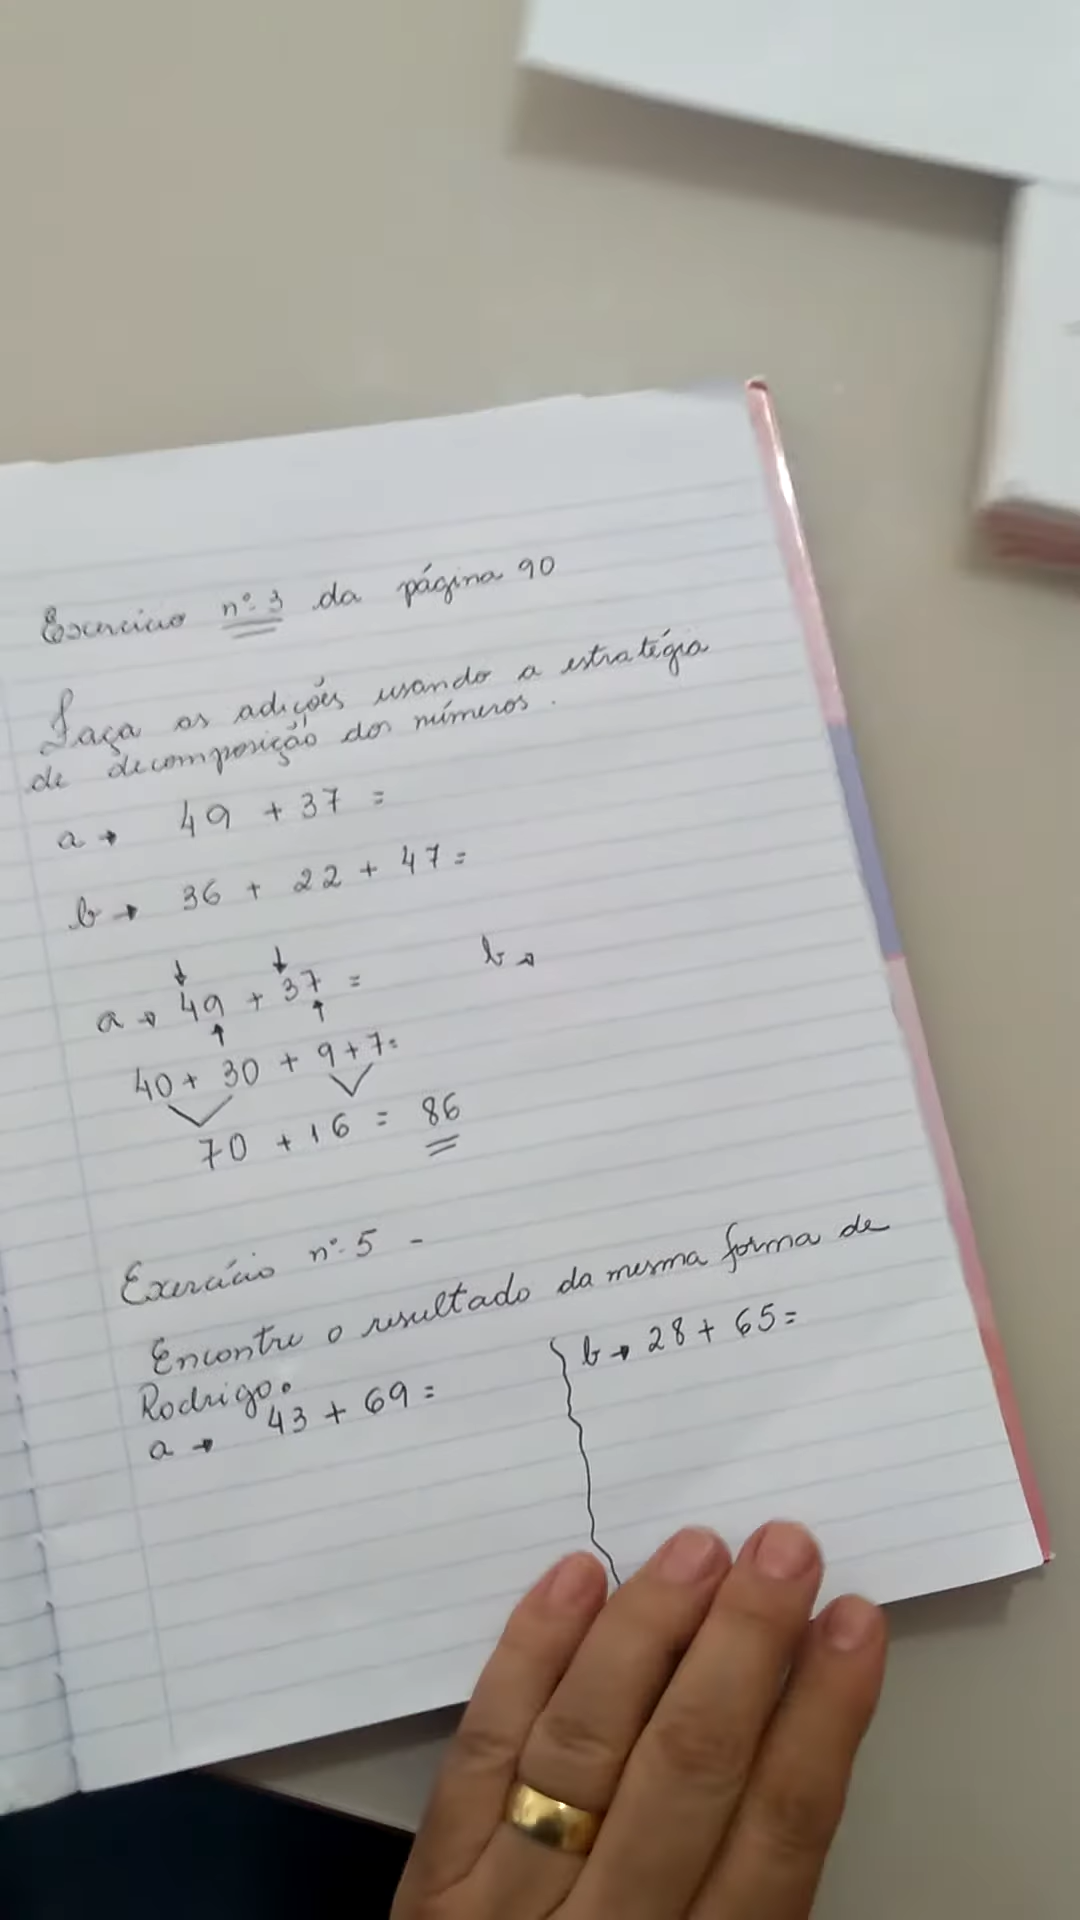 Exercício nº 3 da página 90
Faça as adições usando a estratégia
de decomposição dos números.
a → 49 + 37 =
b → 36 + 22 + 47 =
a → 49 + 37 =
b →
40 + 30 + 9 + 7 =
70 + 16 = 86
Exercício nº 5 -
Encontre o resultado da mesma forma de
Rodrigo.
a → 43 + 69 =
b → 28 + 65 =